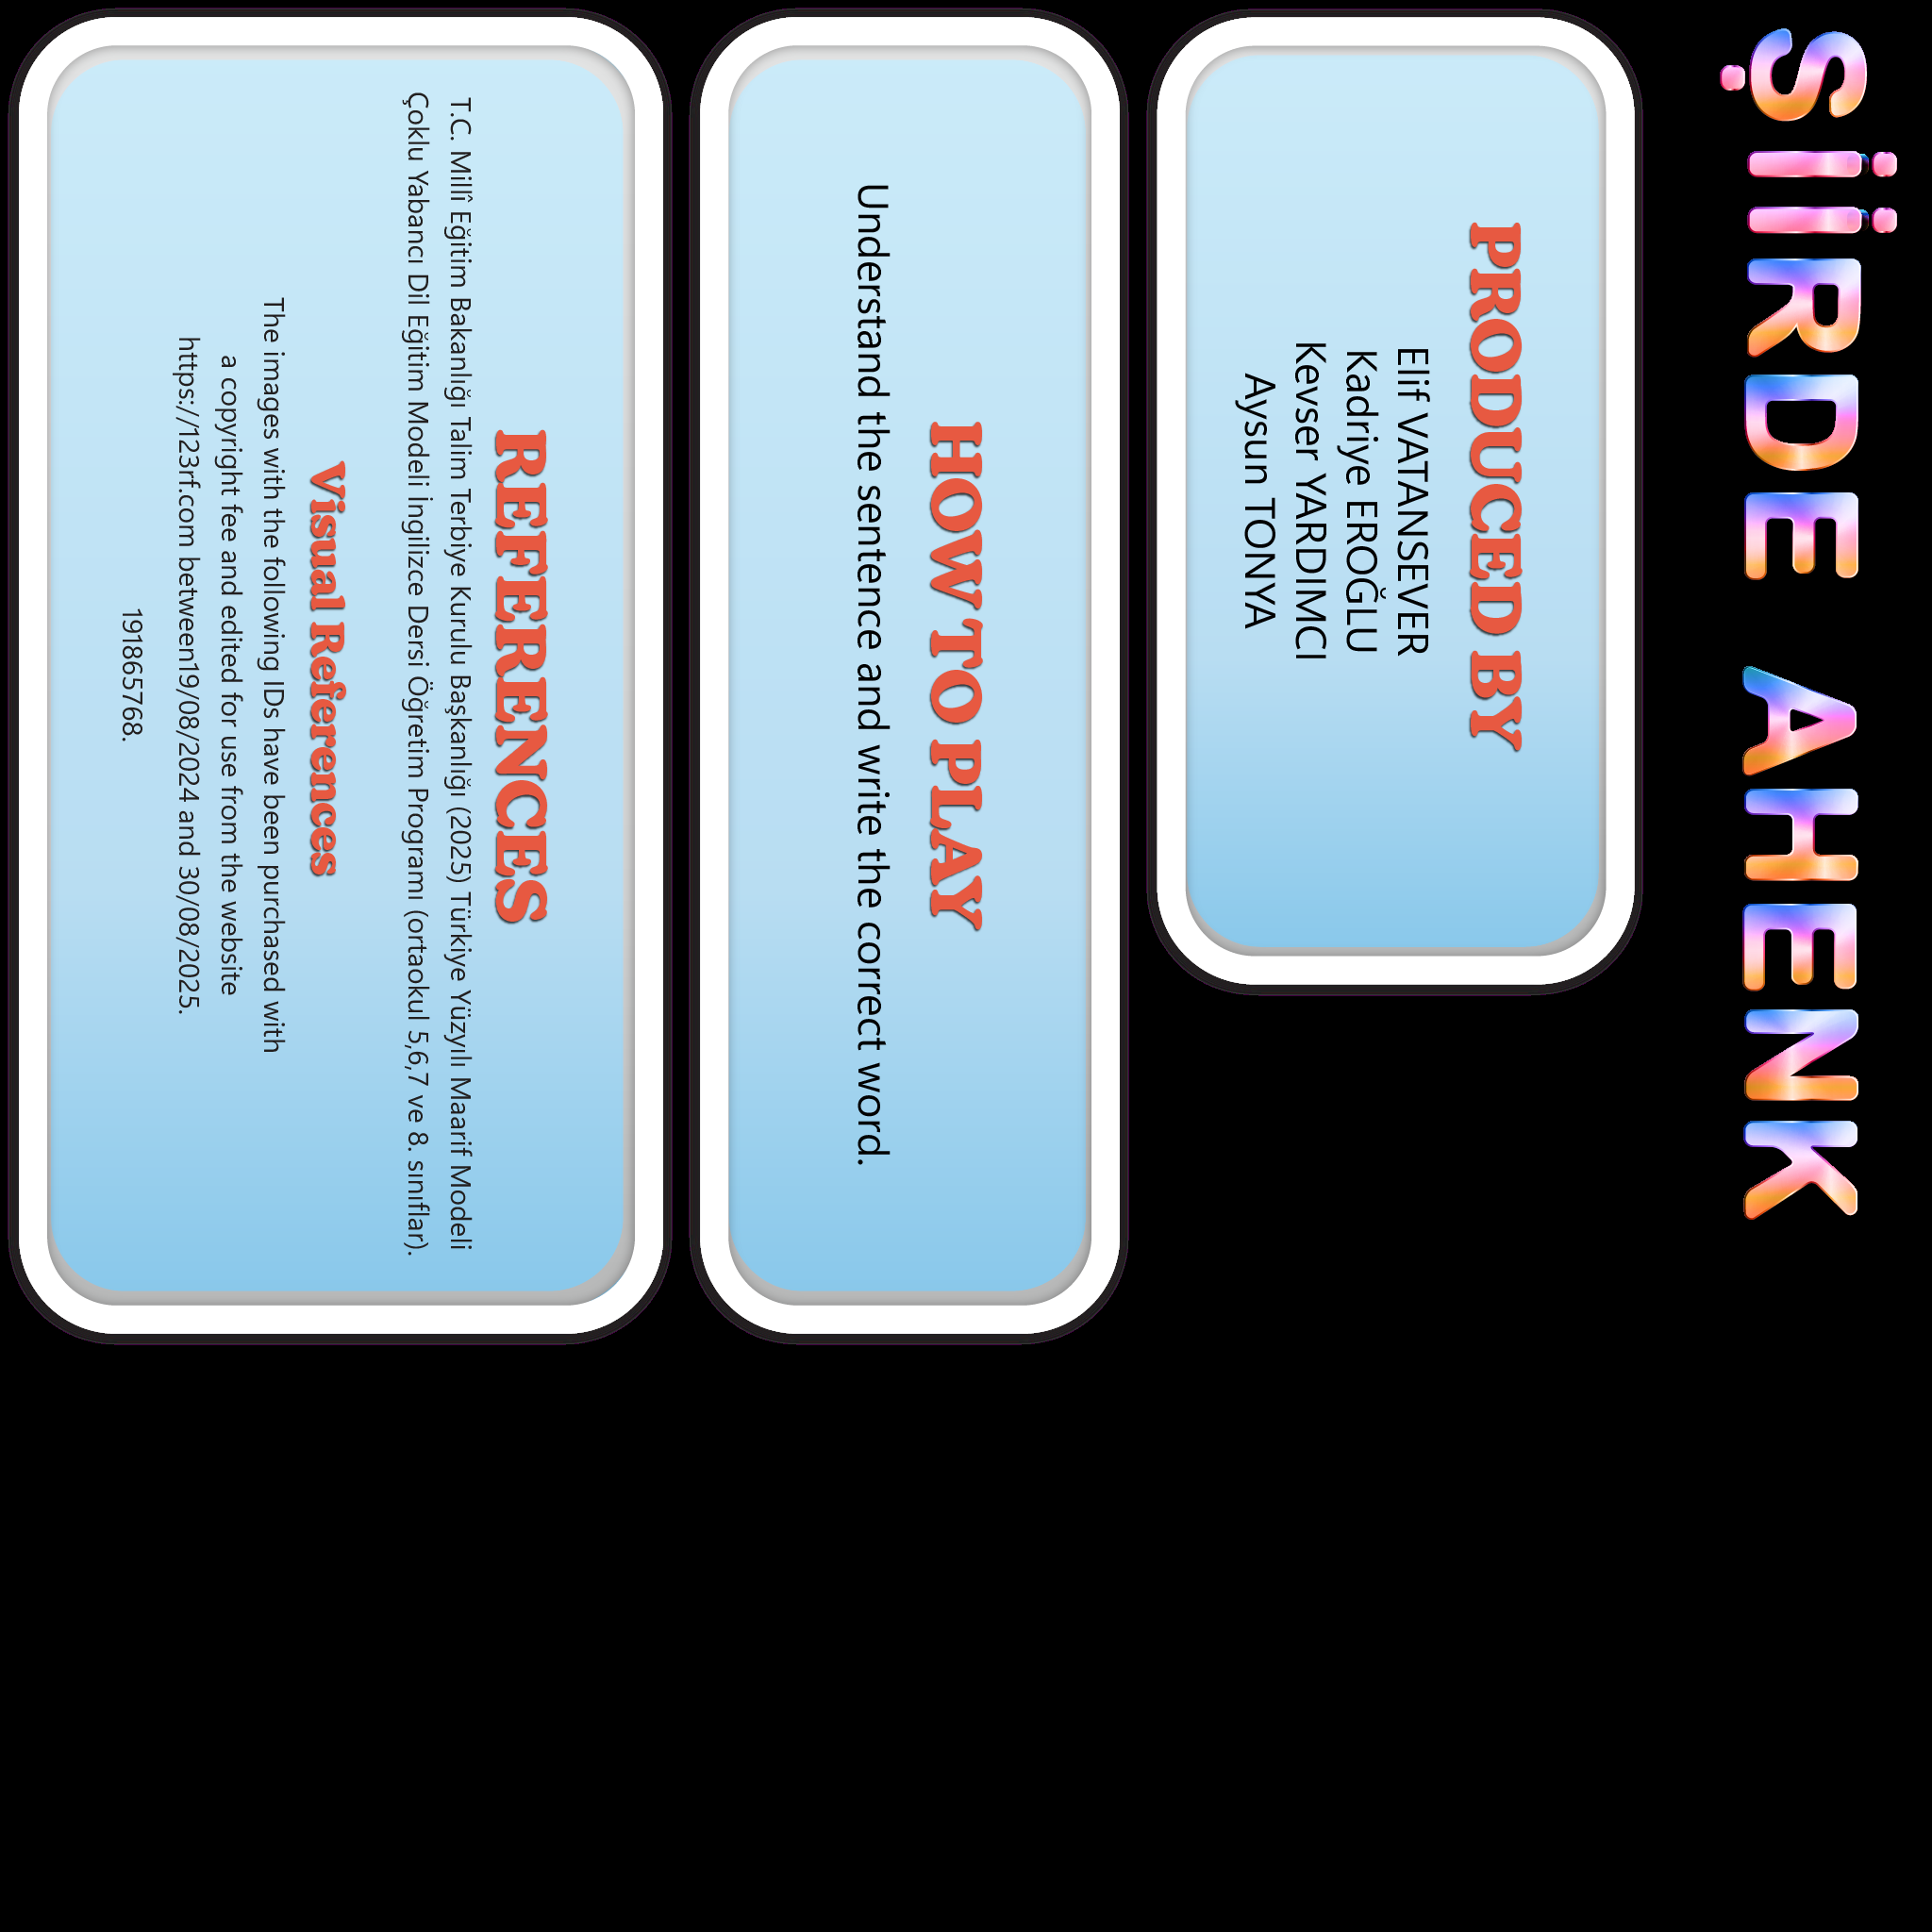 ŞİİRDE AHENK
PRODUCED BY
Elif VATANSEVER
Kadriye EROĞLU
Kevser YARDIMCI
Aysun TONYA
HOW TO PLAY
Understand the sentence and write the correct word.
REFERENCES
T.C. Millî Eğitim Bakanlığı Talim Terbiye Kurulu Başkanlığı (2025) Türkiye Yüzyılı Maarif Modeli
Çoklu Yabancı Dil Eğitim Modeli İngilizce Dersi Öğretim Programı (ortaokul 5,6,7 ve 8. sınıflar).
Visual References
The images with the following IDs have been purchased with
a copyright fee and edited for use from the website
https://123rf.com between19/08/2024 and 30/08/2025.
191865768.